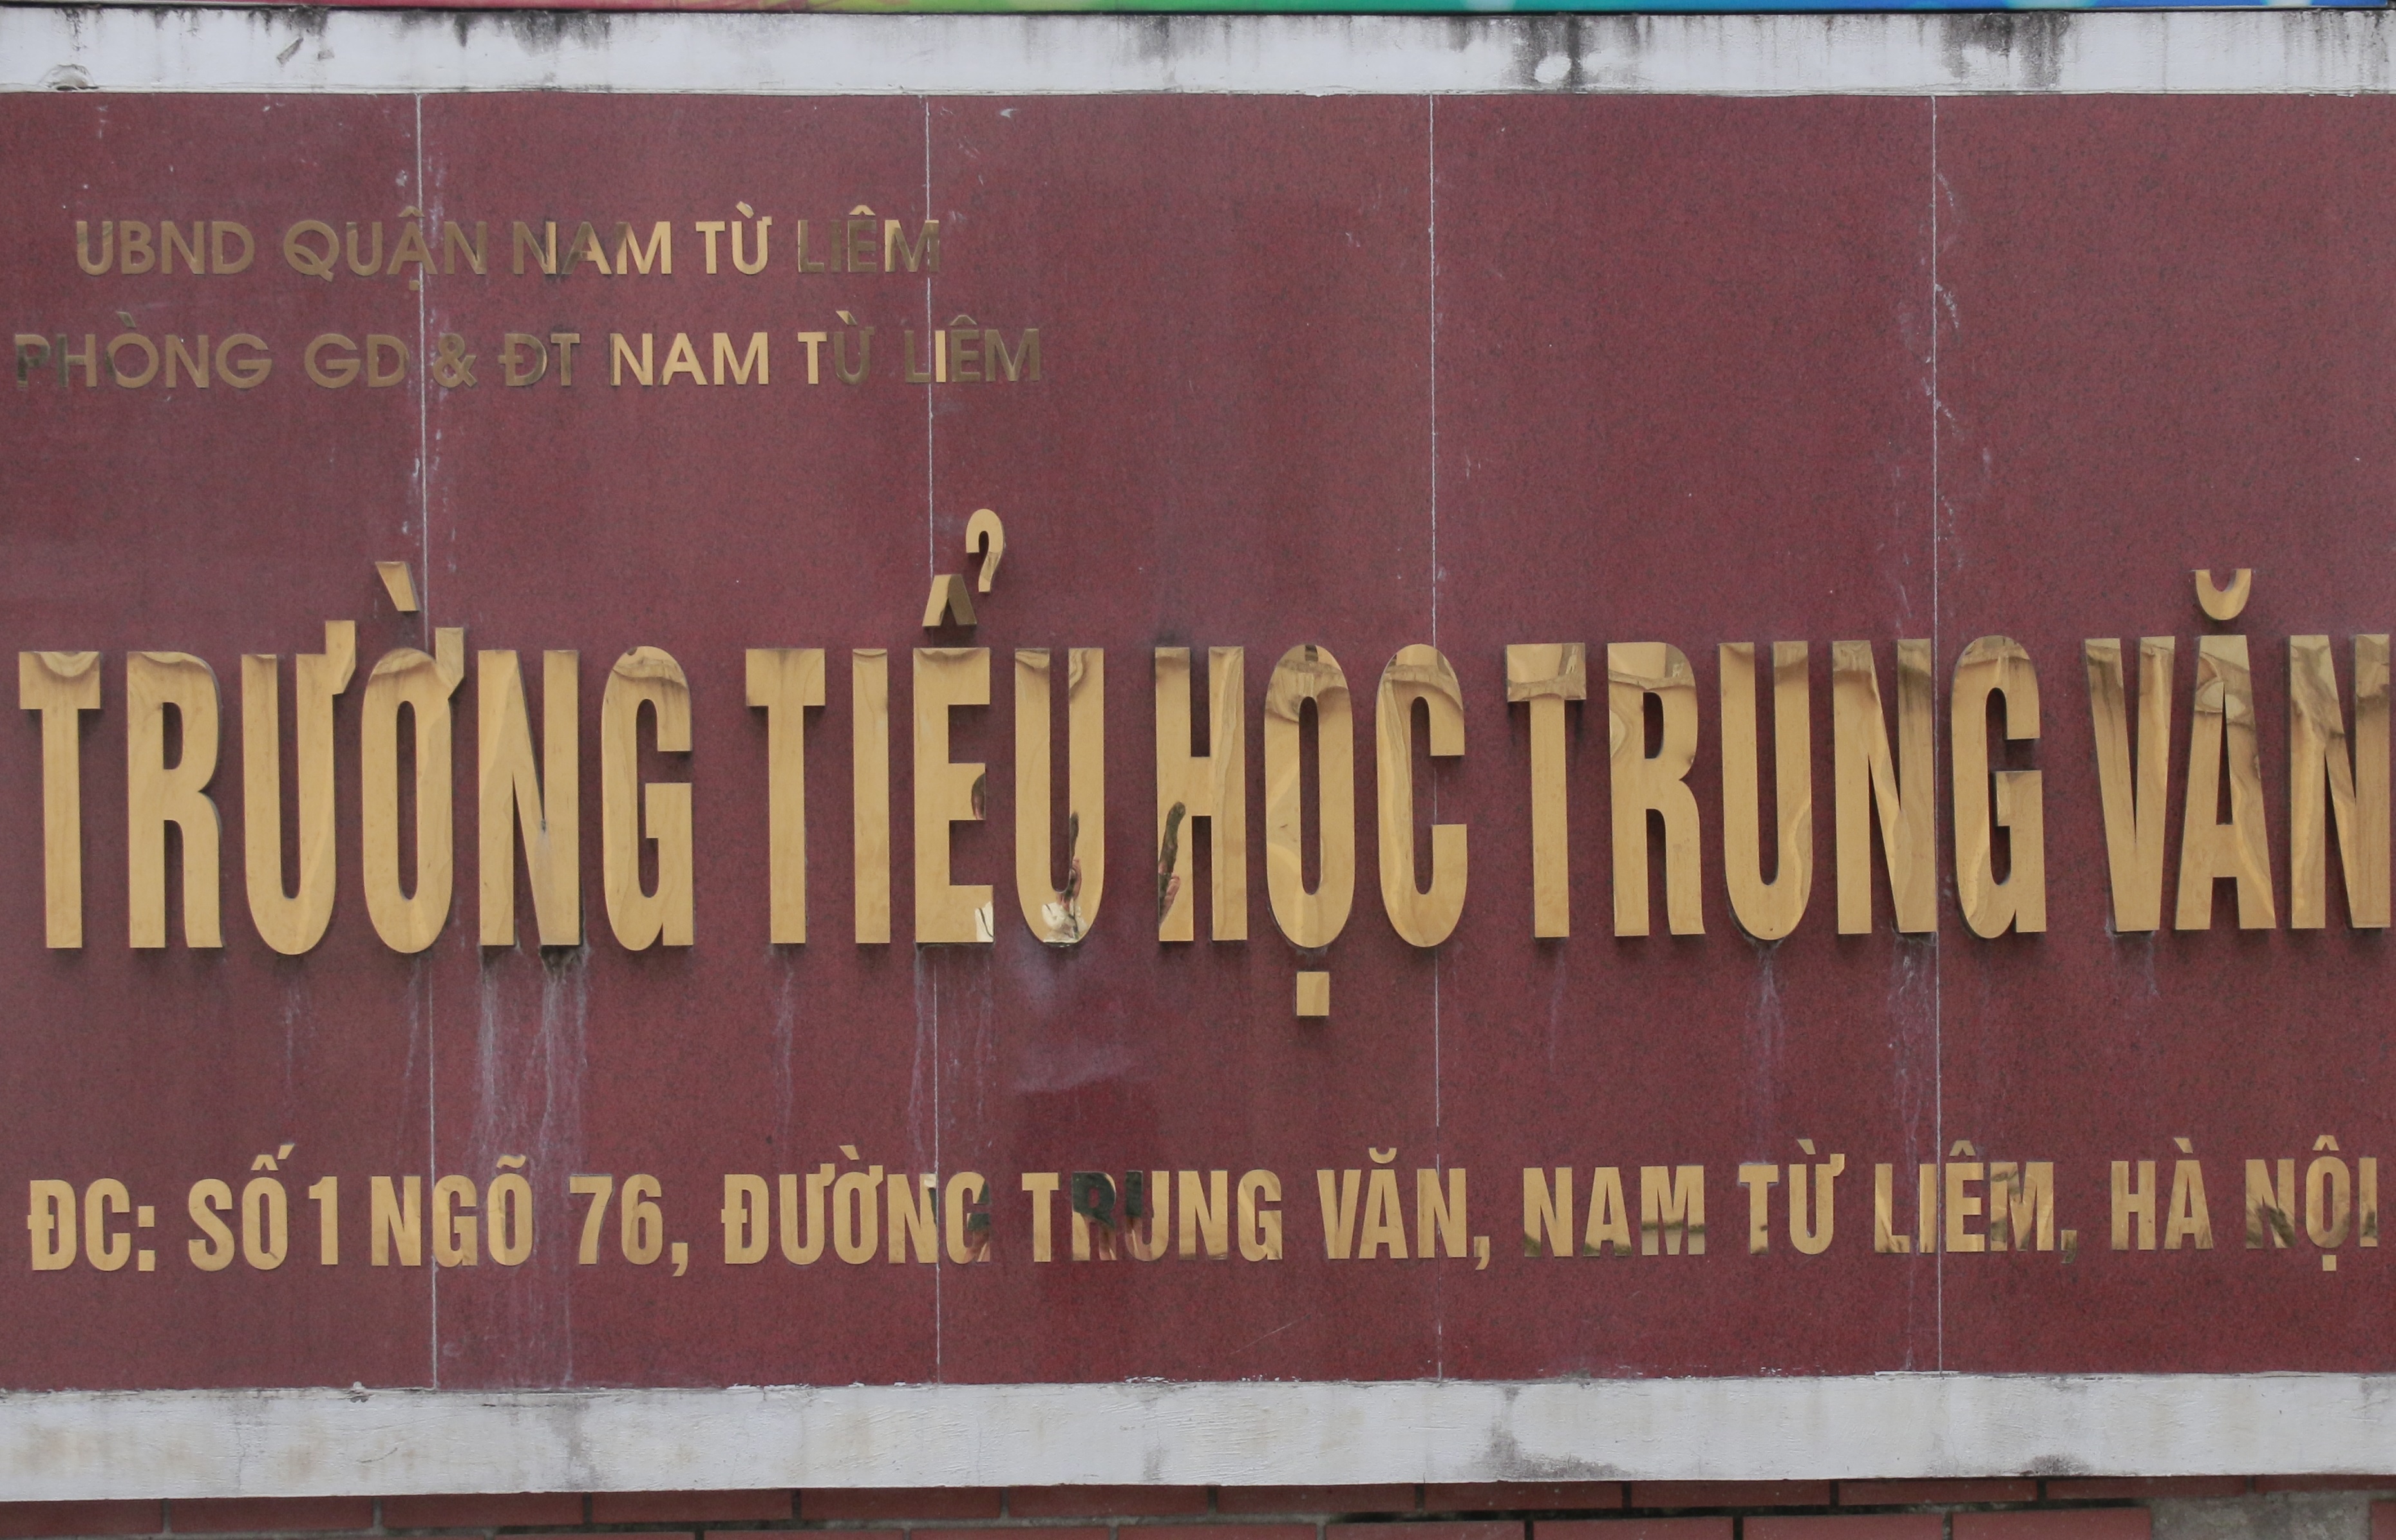 UBND QUẬN NAM TỪ LIÊM
PHÒNG GD & ĐT NAM TỪ LIÊM
TRƯỜNG TIỂU HỌC TRUNG VĂN
ĐC: SỐ 1 NGÕ 76, ĐƯỜNG TRUNG VĂN, NAM TỪ LIÊM, HÀ NỘI